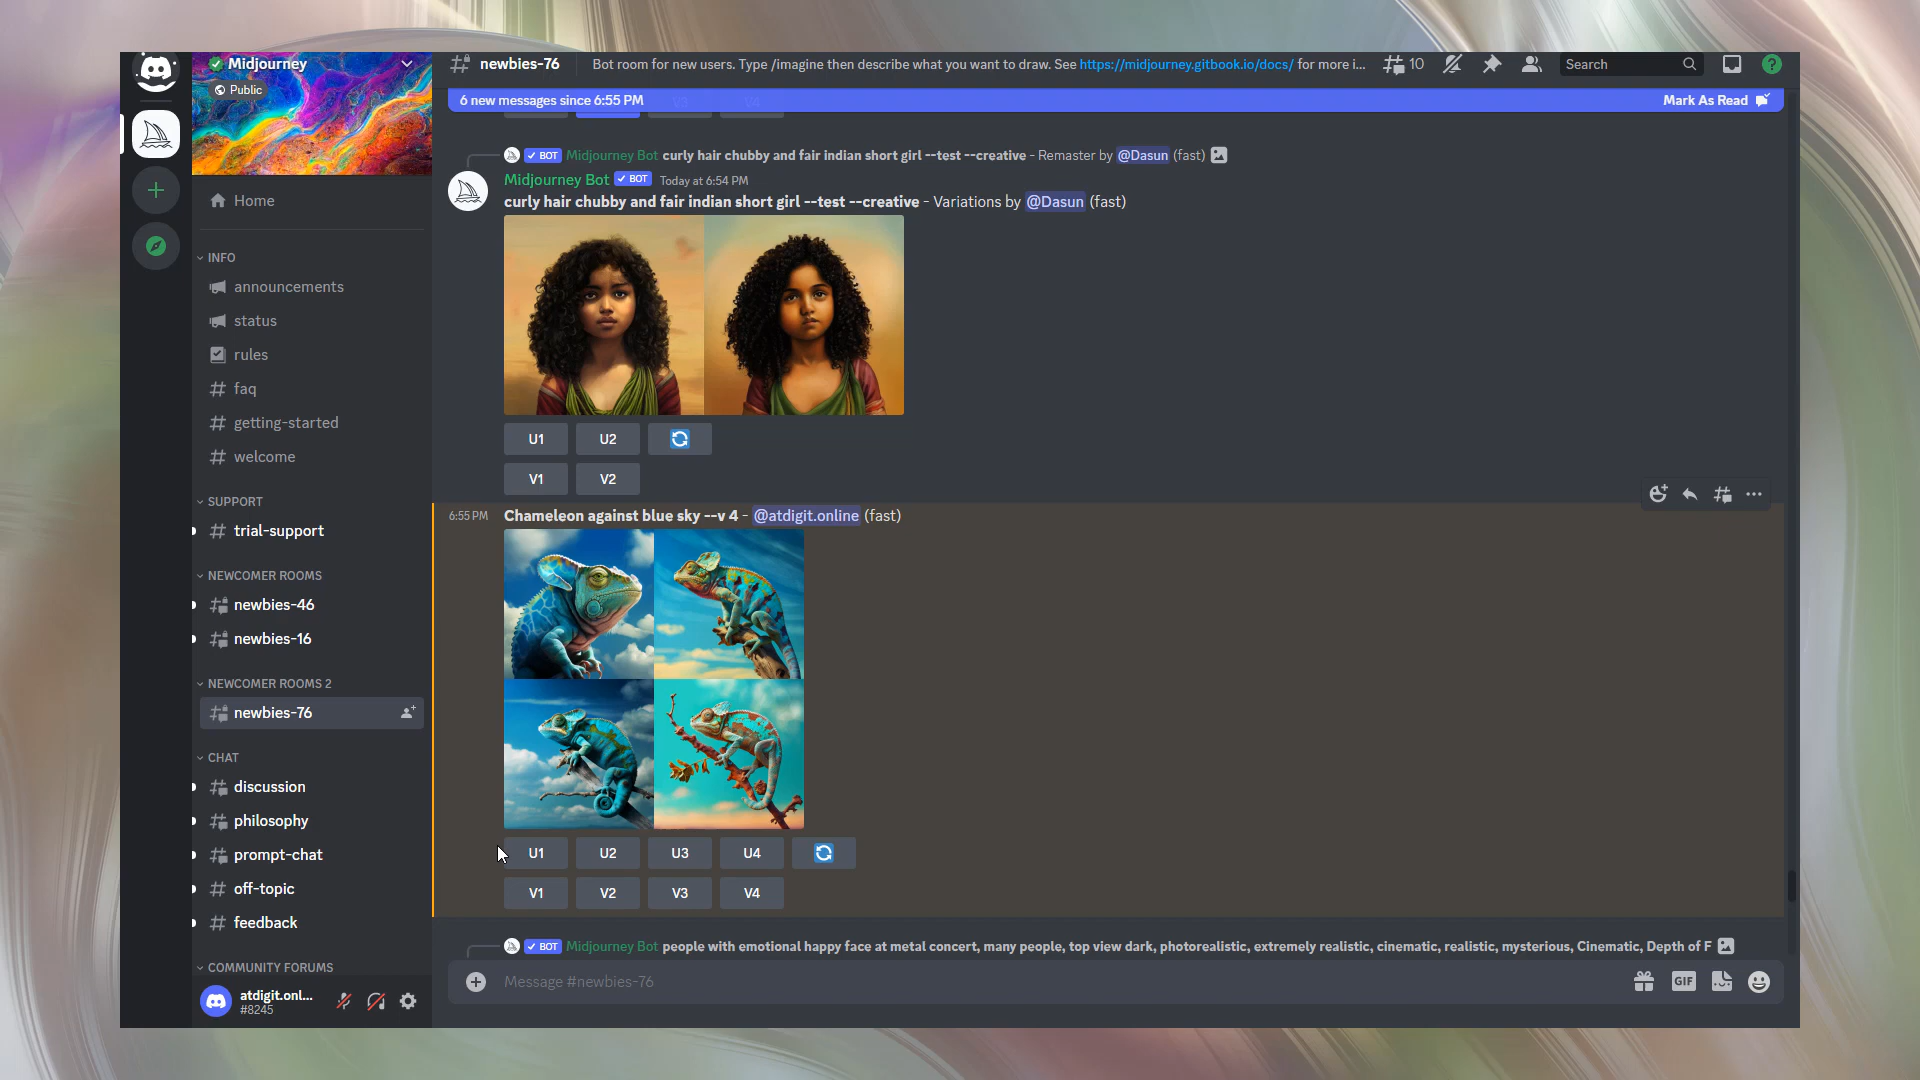 Midjourney
Public
newbies-76
Bot room for new users. Type /imagine then describe what you want to draw. See https://midjourney.gitbook.io/docs/ for more i...
10
Search
6 new messages since 6:55 PM
Mark As Read
Home
INFO
announcements
status
rules
faq
getting-started
welcome
SUPPORT
trial-support
NEWCOMER ROOMS
newbies-46
newbies-16
NEWCOMER ROOMS 2
newbies-76
CHAT
discussion
philosophy
prompt-chat
off-topic
feedback
COMMUNITY FORUMS
atdigit.onl...
#8245
BOT Midjourney Bot curly hair chubby and fair indian short girl --test --creative - Remaster by @Dasun (fast)
Midjourney Bot BOT Today at 6:54 PM
curly hair chubby and fair indian short girl --test --creative - Variations by @Dasun (fast)
U1 U2
V1 V2
6:55 PM Chameleon against blue sky --v 4 - @atdigit.online (fast)
U1 U2 U3 U4
V1 V2 V3 V4
BOT Midjourney Bot people with emotional happy face at metal concert, many people, top view dark, photorealistic, extremely realistic, cinematic, realistic, mysterious, Cinematic, Depth of F
Message #newbies-76
GIF